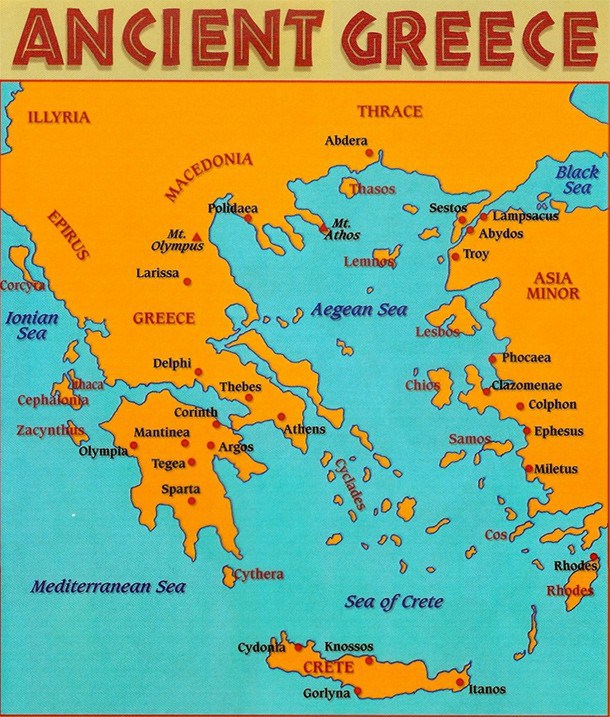 ANCIENT GREECE
ILLYRIA
THRACE
Abdera
MACEDONIA
Black
Sea
Thasos
Polidaea
Sestos
Lampsacus
EPIRUS
Mt.
Olympus
Mt.
Athos
Abydos
Troy
Lemnos
Larissa
Corcyra
ASIA
MINOR
Ionian
Sea
GREECE
Aegean Sea
Lesbos
Phocaea
Delphi
Ithaca
Thebes
Chios
Clazomenae
Cephalonia
Colphon
Corinth
Zacynthus
Mantinea
Athens
Ephesus
Olympia
Argos
Samos
Tegea
Miletus
Cyclades
Sparta
Cos
Rhodes
Cythera
Mediterranean Sea
Rhodes
Sea of Crete
Cydonia
Knossos
CRETE
Gorlyna
Itanos